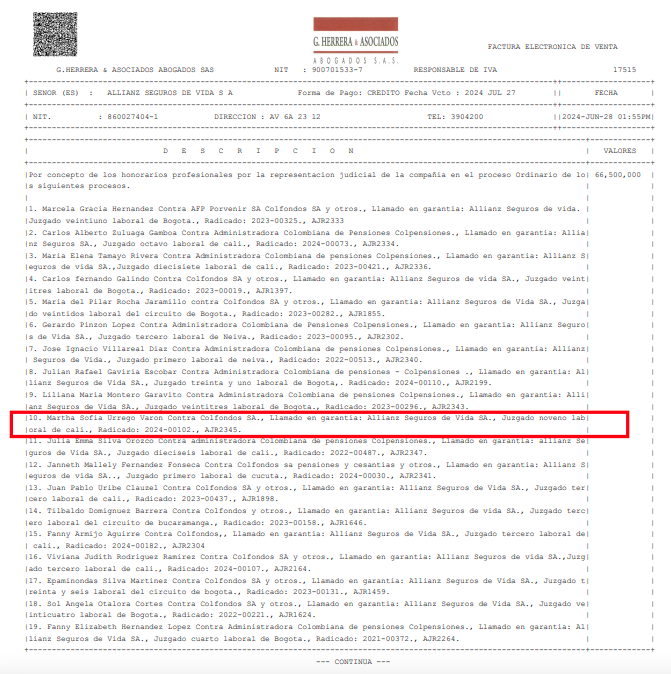 G. HERRERA & ASOCIADOS
ABOGADOS S.A.S.
FACTURA ELECTRONICA DE VENTA
G.HERRERA & ASOCIADOS ABOGADOS SAS NIT : 900701533-7 RESPONSABLE DE IVA 17515
SENOR (ES) : ALLIANZ SEGUROS DE VIDA S A Forma de Pago: CREDITO Fecha Vcto : 2024 JUL 27 || FECHA
NIT. : 860027404-1 DIRECCION : AV 6A 23 12 TEL: 3904200 ||2024-JUN-28 01:55PM|
| D E S C R I P C I O N | VALORES |
|Por concepto de los honorarios profesionales por la representacion judicial de la compañia en el proceso Ordinario de lo| 66,500,000 |
|s siguientes procesos.
|1. Marcela Gracia Hernandez Contra AFP Porvenir SA Colfondos SA y otros., Llamado en garantia: Allianz Seguros de vida. |
|Juzgado veintiuno laboral de Bogota., Radicado: 2023-00325., AJR2333
|2. Carlos Alberto Zuluaga Gamboa Contra Administradora Colombiana de Pensiones Colpensiones., Llamado en garantia: Allia|
|nz Seguros SA., Juzgado octavo laboral de cali., Radicado: 2024-00073., AJR2334.
|3. Maria Elena Tamayo Rivera Contra Administradora Colombiana de pensiones Colpensiones., Llamado en garantia: Allianz S|
|eguros de vida SA.,Juzgado diecisiete laboral de cali., Radicado: 2023-00421., AJR2336.
|4. Carlos fernando Galindo Contra Colfondos SA y otros., Llamado en garantia: Allianz Seguros de vida SA., Juzgado veint|
|itres laboral de Bogota., Radicado: 2023-00019., AJR1397.
|5. Maria del Pilar Rocha Jaramillo contra Colfondos SA y otros., Llamado en garantia: Allianz Seguros de Vida SA., Juzga|
|do veintidos laboral del circuito de Bogota., Radicado: 2023-00282., AJR1855.
|6. Gerardo Pinzon Lopez Contra Administradora Colombiana de Pensiones Colpensiones., Llamado en garantia: Allianz Seguro|
|s de Vida SA., Juzgado tercero laboral de Neiva., Radicado: 2023-00095., AJR2302.
|7. Jose Ignacio Villareal Diaz Contra Administradora Colombiana de pensiones Colpensiones., Llamado en garantia: Allianz|
| Seguros de Vida., Juzgado primero laboral de neiva., Radicado: 2022-00513., AJR2340.
|8. Julian Rafael Gaviria Escobar Contra Administradora Colombiana de pensiones - Colpensiones ., Llamado en garantia: Al|
|lianz Seguros de Vida SA., Juzgado treinta y uno laboral de Bogota., Radicado: 2024-00110., AJR2199.
|9. Liliana Maria Montero Garavito Contra Administradora Colombiana de pensiones Colpensiones., Llamado en garantia: Alli|
|anz Seguros de Vida SA., Juzgado veintitres laboral de Bogota., Radicado: 2023-00296., AJR2343.
|10. Martha Sofia Urrego Varon Contra Colfondos SA., Llamado en garantia: Allianz Seguros de Vida SA., Juzgado noveno lab|
|oral de cali., Radicado: 2024-00102., AJR2345.
|11. Julia Emma Silva Orozco Contra administradora Colombiana de pensiones Colpensiones., Llamado en garantia: Allianz Se|
|guros de Vida SA., Juzgado dieciseis laboral de cali., Radicado: 2022-00487., AJR2347.
|12. Janneth Mallely Fernandez Fonseca Contra Colfondos sa pensiones y cesantias y otros., Llamado en garantia: Allianz S|
|eguros de vida SA.., Juzgado primero laboral de cucuta., Radicado: 2024-00030., AJR2341.
|13. Juan Pablo Uribe Clauzel Contra Colfondos SA y otros., Llamado en garantia: Allianz Seguros de Vida SA., Juzgado ter|
|cero laboral de cali., Radicado: 2023-00437., AJR1898.
|14. Tilbaldo Domignuez Barrera Contra Colfondos y otros., Llamado en garantia: Allianz Seguros de Vida SA., Juzgado terc|
|ero laboral del circuito de bucaramanga., Radicado: 2023-00158., AJR1646.
|15. Fanny Armijo Aguirre Contra Colfondos,, Llamado en garantia: Allianz Seguros de Vida SA., Juzgado tercero laboral de|
| cali., Radicado: 2024-00182., AJR2304
|16. Viviana Judith Rodriguez Ramirez Contra Colfondos SA y otros., Llamado en garantia: Allianz Seguros de vida SA.,Juzg|
|ado tercero laboral de cali., Radicado: 2024-00107., AJR2164.
|17. Epaminondas Silva Martinez Contra Colfondos SA y otros., Llamado en garantia: Allianz Seguros de Vida SA., Juzgado t|
|reinta y seis laboral del circuito de bogota., Radicado: 2023-00131., AJR1459.
|18. Sol Angela Otalora Cortes Contra Colfondos SA y otros., Llamado en garantia: Allianz Seguros de Vida SA., Juzgado ve|
|inticuatro laboral de Bogota., Radicado: 2022-00221., AJR1624.
|19. Fanny Elizabeth Hernandez Lopez Contra Administradora Colombiana de Pensiones Colpensiones., Llamado en garantia: Al|
|lianz Seguros de Vida SA., Juzgado cuarto laboral de Bogota., Radicado: 2021-00372., AJR2264.
--- CONTINUA ---